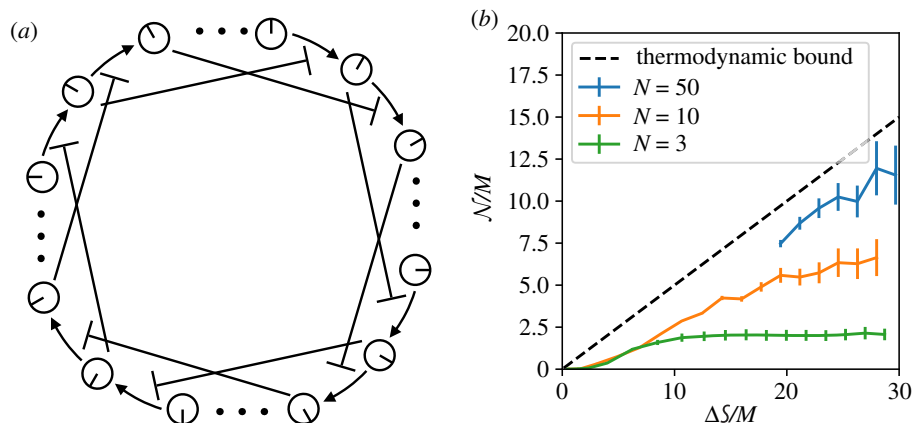 (a)
(b)
20.0
17.5
15.0
12.5
10.0
7.5
5.0
2.5
0
𝒩/M
thermodynamic bound
N = 50
N = 10
N = 3
0
10
20
30
ΔS/M